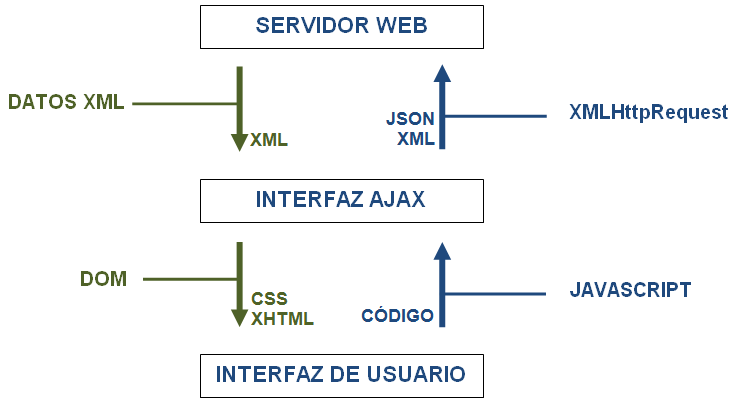 SERVIDOR WEB
DATOS XML
XML
JSON
XML
XMLHttpRequest
INTERFAZ AJAX
DOM
CSS
XHTML
CÓDIGO
JAVASCRIPT
INTERFAZ DE USUARIO